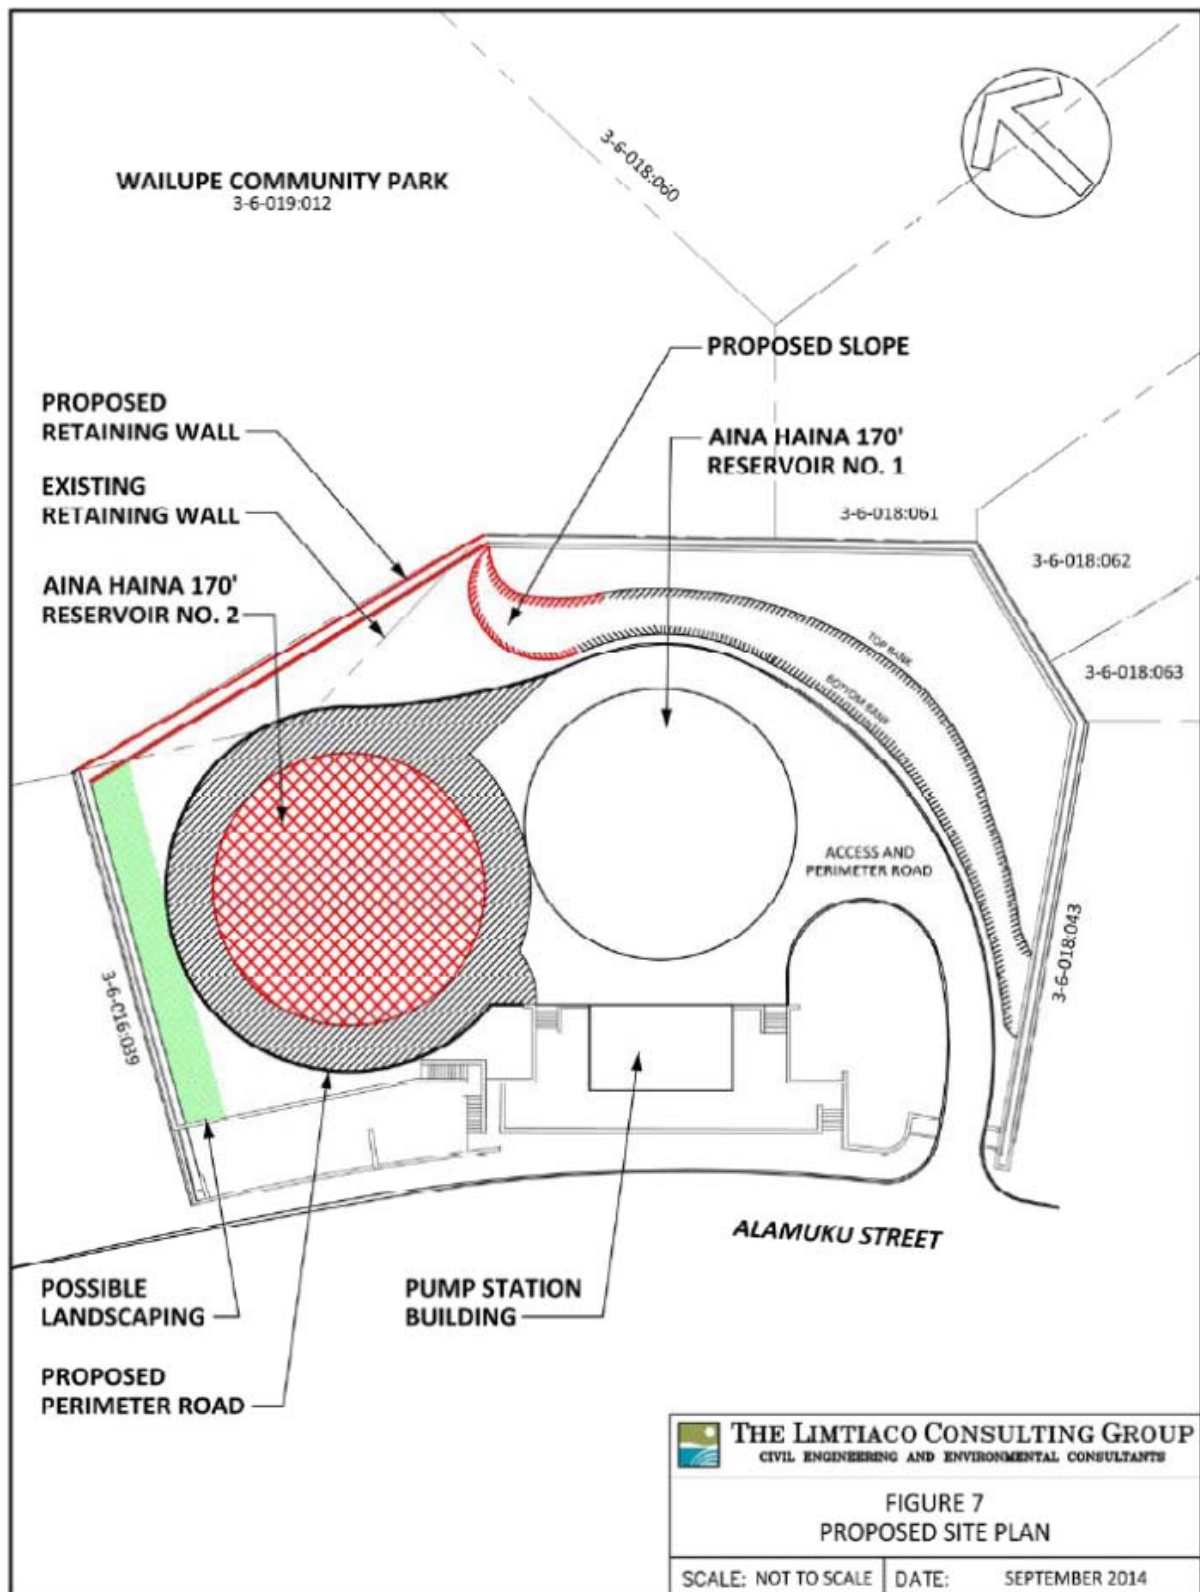 WAILUPE COMMUNITY PARK
3-6-019:012
3-6-018:060
PROPOSED SLOPE
PROPOSED
RETAINING WALL
AINA HAINA 170'
RESERVOIR NO. 1
EXISTING
RETAINING WALL
3-6-018:061
3-6-018:062
AINA HAINA 170'
RESERVOIR NO. 2
TOP BANK
3-6-018:063
BOTTOM BANK
ACCESS AND
PERIMETER ROAD
3-6-018:043
3-6-016:039
ALAMUKU STREET
POSSIBLE
LANDSCAPING
PUMP STATION
BUILDING
PROPOSED
PERIMETER ROAD
THE LIMTIACO CONSULTING GROUP
CIVIL ENGINEERING AND ENVIRONMENTAL CONSULTANTS
FIGURE 7
PROPOSED SITE PLAN
SCALE: NOT TO SCALE DATE: SEPTEMBER 2014